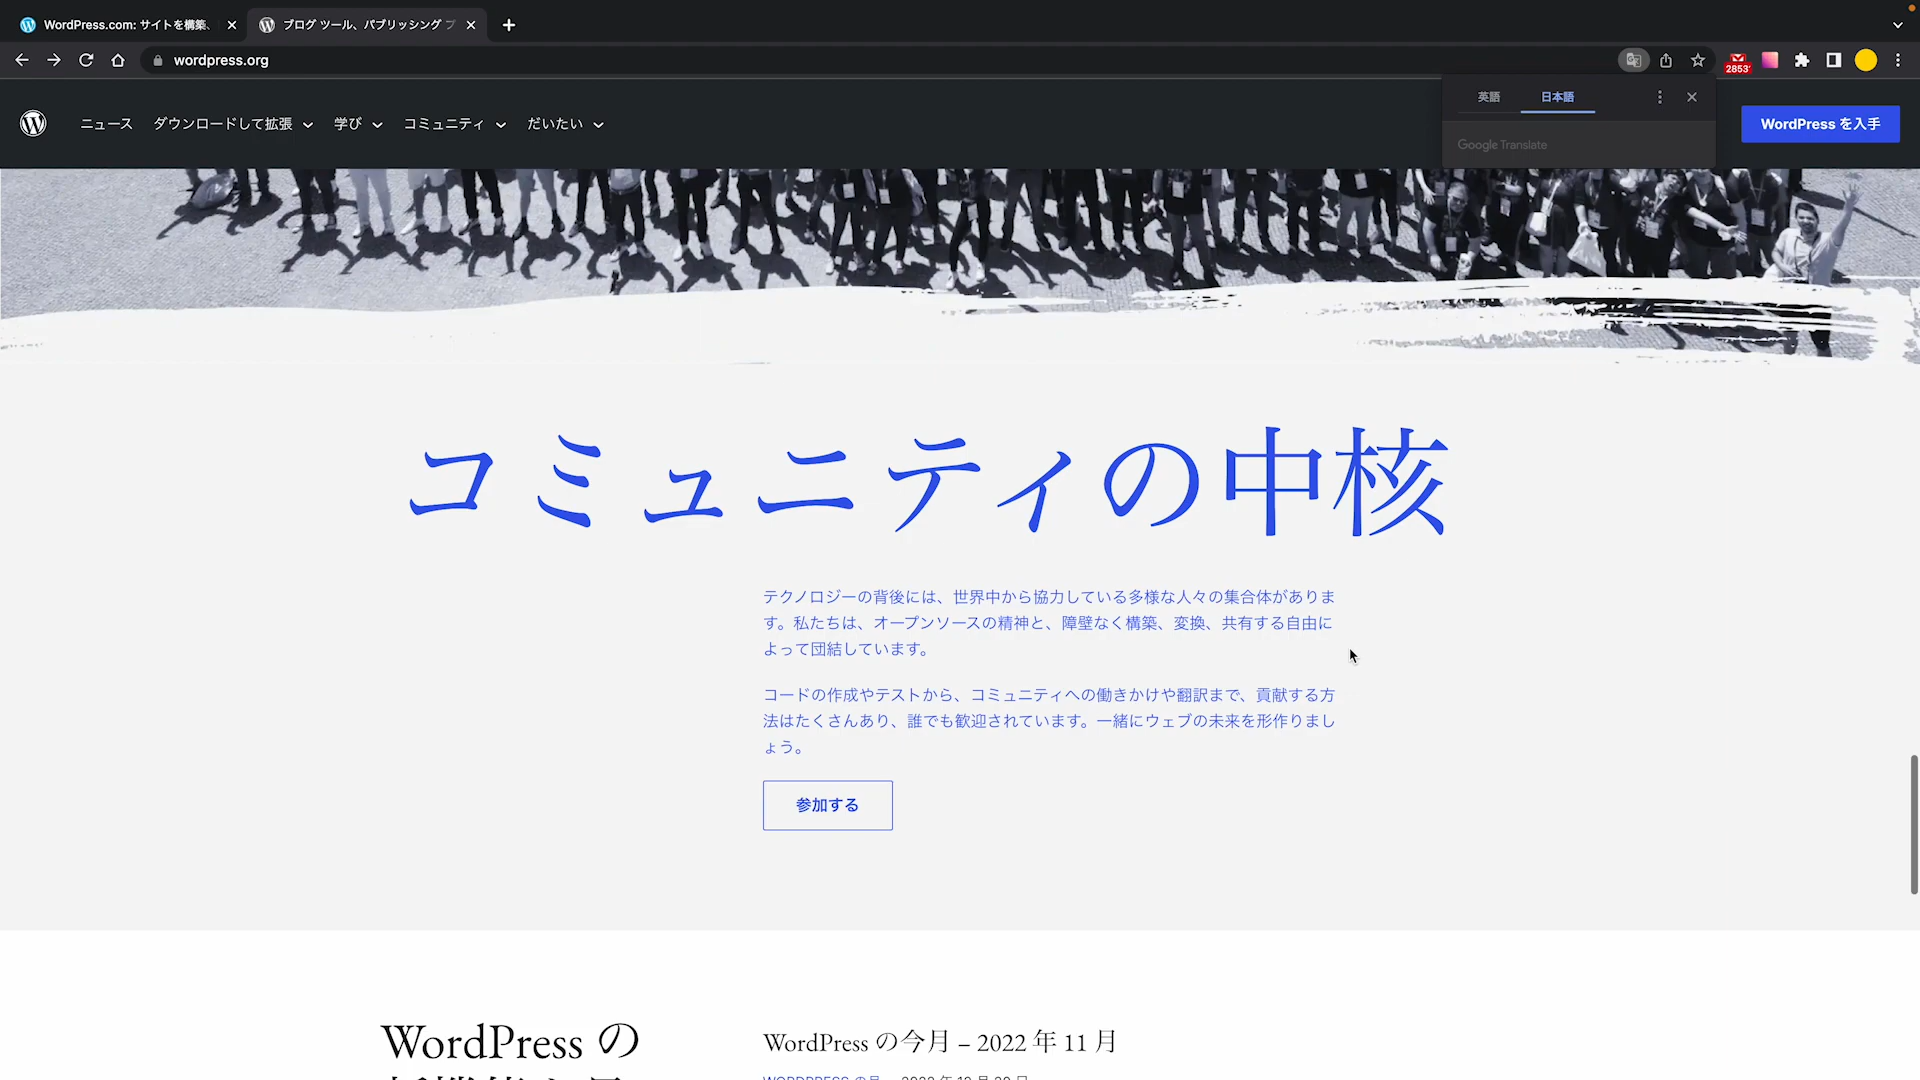 WordPress.com: サイトを構築、
ブログ ツール、パブリッシング プ
wordpress.org
2853
英語 日本語
Google Translate
ニュース ダウンロードして拡張 学び コミュニティ だいたい
WordPress を入手
コミュニティの中核
テクノロジーの背後には、世界中から協力している多様な人々の集合体がありま
す。私たちは、オープンソースの精神と、障壁なく構築、変換、共有する自由に
よって団結しています。
コードの作成やテストから、コミュニティへの働きかけや翻訳まで、貢献する方
法はたくさんあり、誰でも歓迎されています。一緒にウェブの未来を形作りまし
ょう。
参加する
WordPress の
WordPress の今月 – 2022 年 11 月